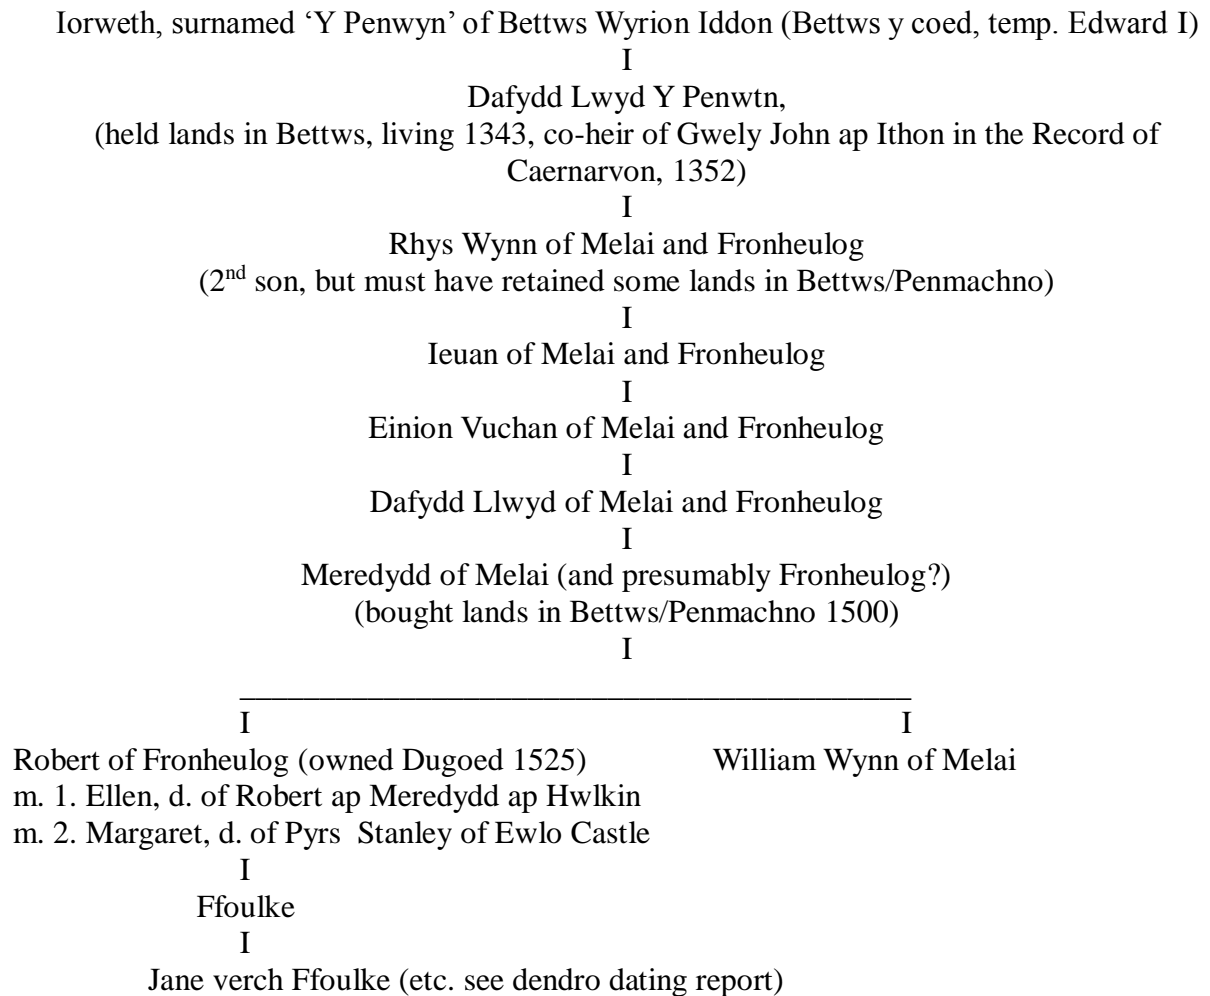 Iorweth, surnamed ‘Y Penwyn’ of Bettws Wyrion Iddon (Bettws y coed, temp. Edward I)
I
Dafydd Lwyd Y Penwtn,
(held lands in Bettws, living 1343, co-heir of Gwely John ap Ithon in the Record of
Caernarvon, 1352)
I
Rhys Wynn of Melai and Fronheulog
(2nd son, but must have retained some lands in Bettws/Penmachno)
I
Ieuan of Melai and Fronheulog
I
Einion Vuchan of Melai and Fronheulog
I
Dafydd Llwyd of Melai and Fronheulog
I
Meredydd of Melai (and presumably Fronheulog?)
(bought lands in Bettws/Penmachno 1500)
I
___________________________________________
I I
Robert of Fronheulog (owned Dugoed 1525) William Wynn of Melai
m. 1. Ellen, d. of Robert ap Meredydd ap Hwlkin
m. 2. Margaret, d. of Pyrs Stanley of Ewlo Castle
I
Ffoulke
I
Jane verch Ffoulke (etc. see dendro dating report)